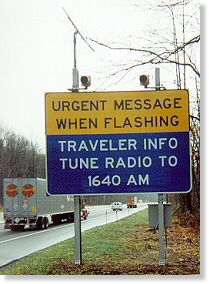 URGENT MESSAGE
WHEN FLASHING
TRAVELER INFO
TUNE RADIO TO
1640 AM